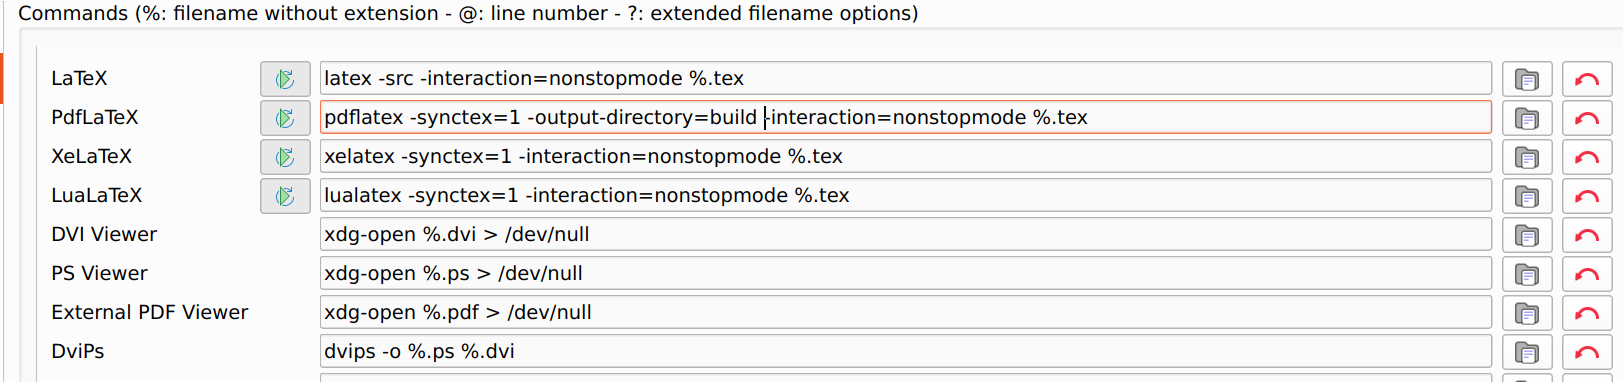 Commands (%: filename without extension - @: line number - ?: extended filename options)
LaTeX latex -src -interaction=nonstopmode %.tex
PdfLaTeX pdflatex -synctex=1 -output-directory=build -interaction=nonstopmode %.tex
XeLaTeX xelatex -synctex=1 -interaction=nonstopmode %.tex
LuaLaTeX lualatex -synctex=1 -interaction=nonstopmode %.tex
DVI Viewer xdg-open %.dvi > /dev/null
PS Viewer xdg-open %.ps > /dev/null
External PDF Viewer xdg-open %.pdf > /dev/null
DviPs dvips -o %.ps %.dvi